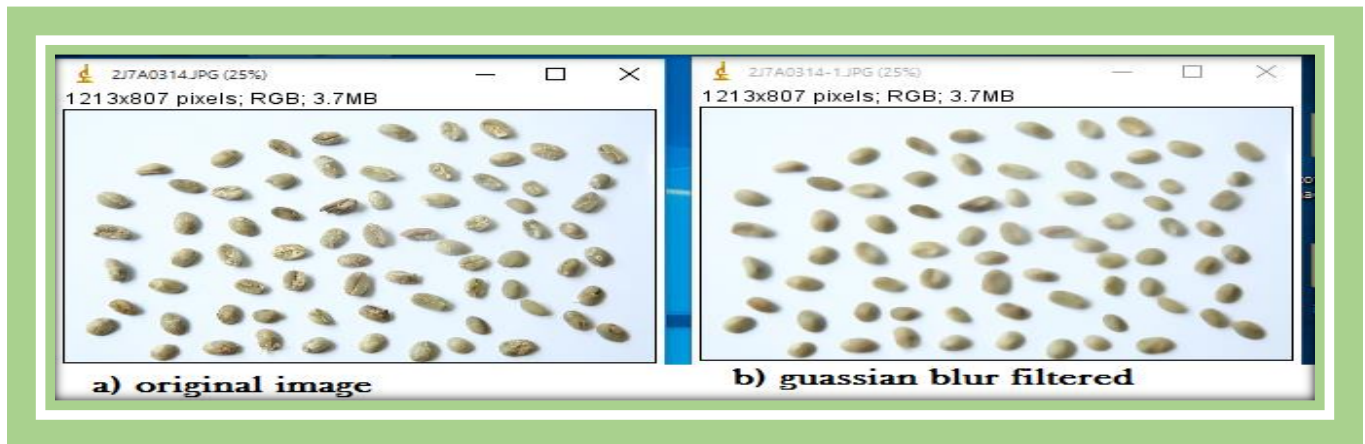 2J7A0314.JPG (25%)
1213x807 pixels; RGB; 3.7MB
a) original image
2J7A0314-1.JPG (25%)
1213x807 pixels; RGB; 3.7MB
b) guassian blur filtered